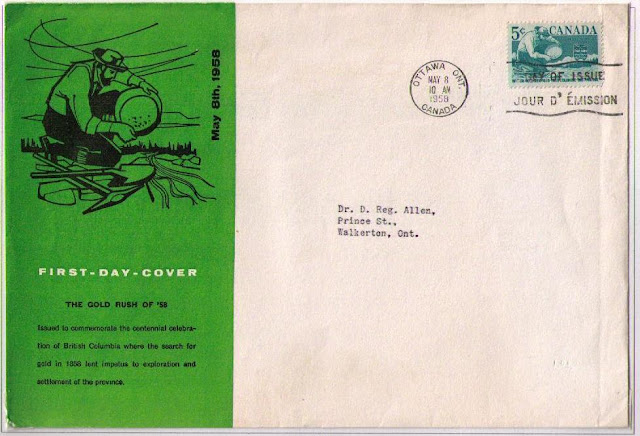 May 8th, 1958
FIRST-DAY-COVER
THE GOLD RUSH OF '58
Issued to commemorate the centennial celebra-
tion of British Columbia where the search for
gold in 1858 lent impetus to exploration and
settlement of the province.
OTTAWA ONT.
MAY 8
10 AM
1958
CANADA
5¢ CANADA
DAY OF ISSUE
JOUR D' ÉMISSION
Dr. D. Reg. Allen,
Prince St.,
Walkerton, Ont.